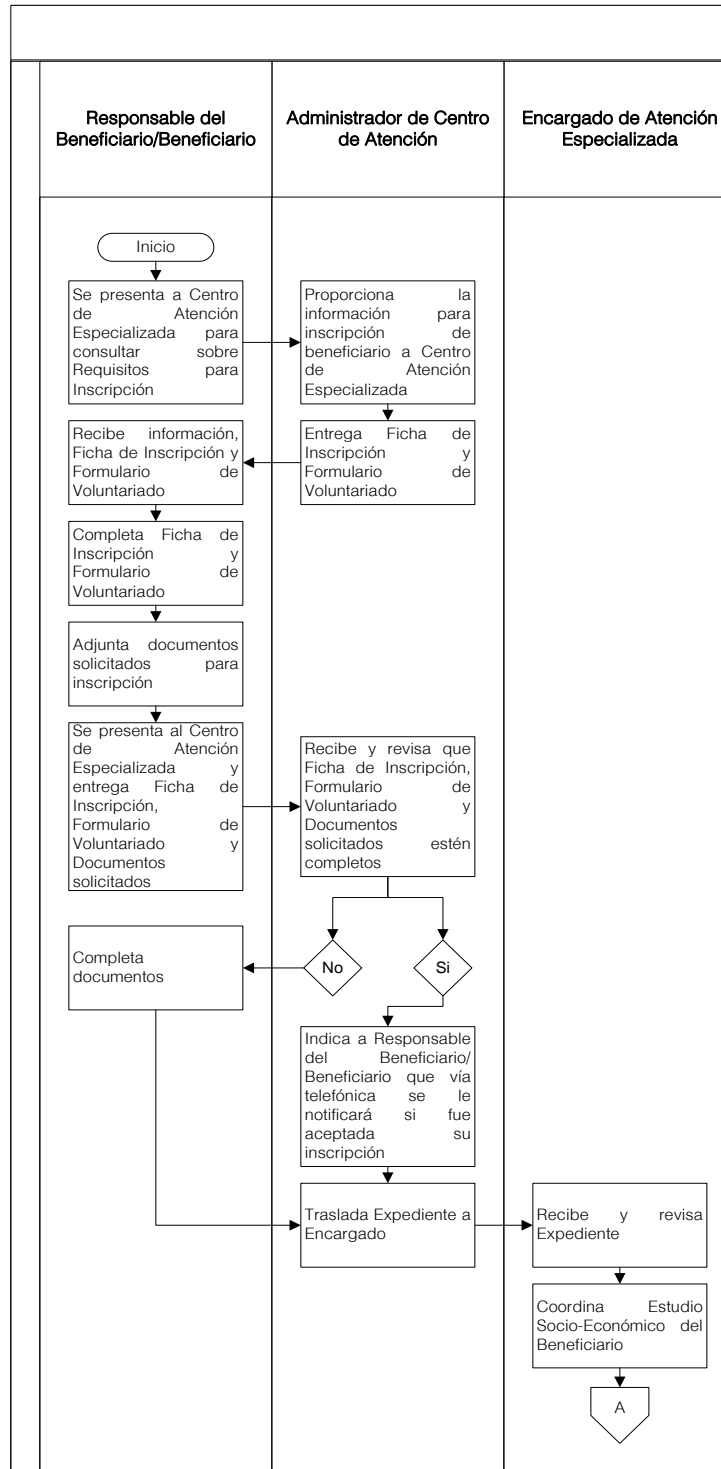 Responsable del
Beneficiario/Beneficiario
Administrador de Centro
de Atención
Encargado de Atención
Especializada
Inicio
Se presenta a Centro
de Atención
Especializada para
consultar sobre
Requisitos para
Inscripción
Proporciona la
información para
inscripción de
beneficiario a Centro
de Atención
Especializada
Entrega Ficha de
Inscripción y
Formulario de
Voluntariado
Recibe información,
Ficha de Inscripción y
Formulario de
Voluntariado
Completa Ficha de
Inscripción y
Formulario de
Voluntariado
Adjunta documentos
solicitados para
inscripción
Se presenta al Centro
de Atención
Especializada y
entrega Ficha de
Inscripción,
Formulario de
Voluntariado y
Documentos
solicitados
Recibe y revisa que
Ficha de Inscripción,
Formulario de
Voluntariado y
Documentos
solicitados estén
completos
No
Si
Completa
documentos
Indica a Responsable
del Beneficiario/
Beneficiario que vía
telefónica se le
notificará si fue
aceptada su
inscripción
Traslada Expediente a
Encargado
Recibe y revisa
Expediente
Coordina Estudio
Socio-Económico del
Beneficiario
A